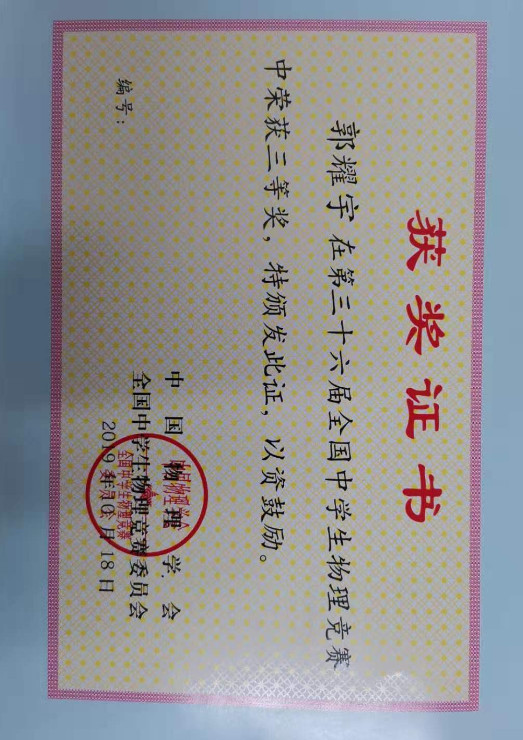 获奖证书
郭耀宇 在第三十六届全国中学生物理竞赛
中荣获三等奖，特颁发此证，以资鼓励。
中国物理学会
全国中学生物理竞赛委员会
2019年10月18日
编号：